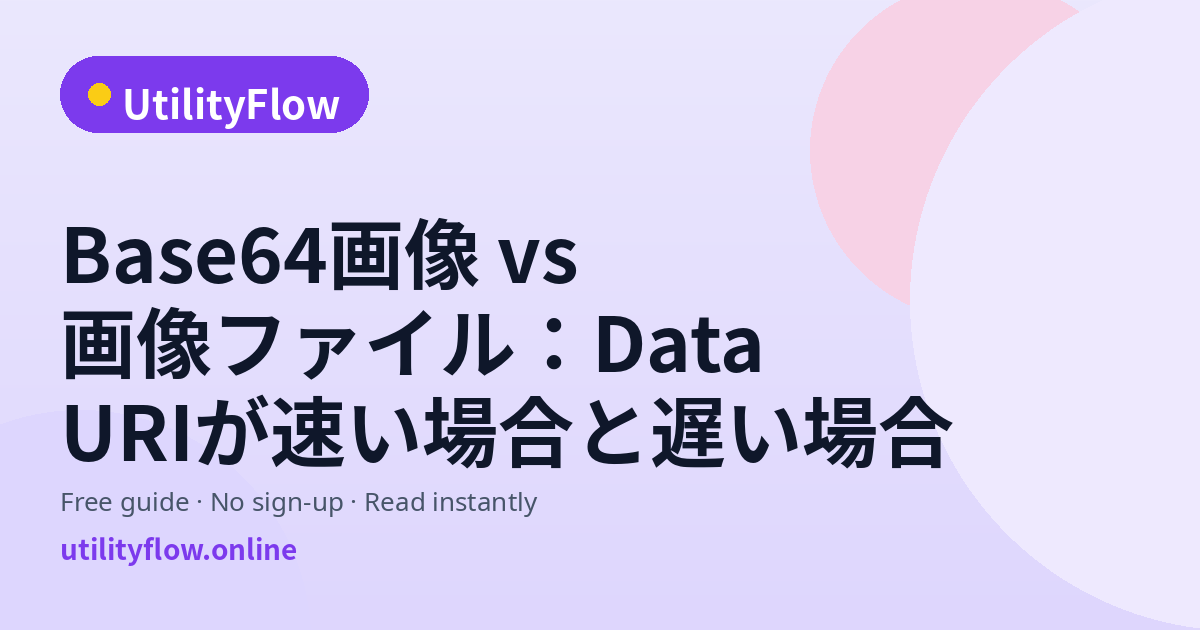 UtilityFlow
Base64画像 vs
画像ファイル：Data
URIが速い場合と遅い場合
Free guide · No sign-up · Read instantly
utilityflow.online